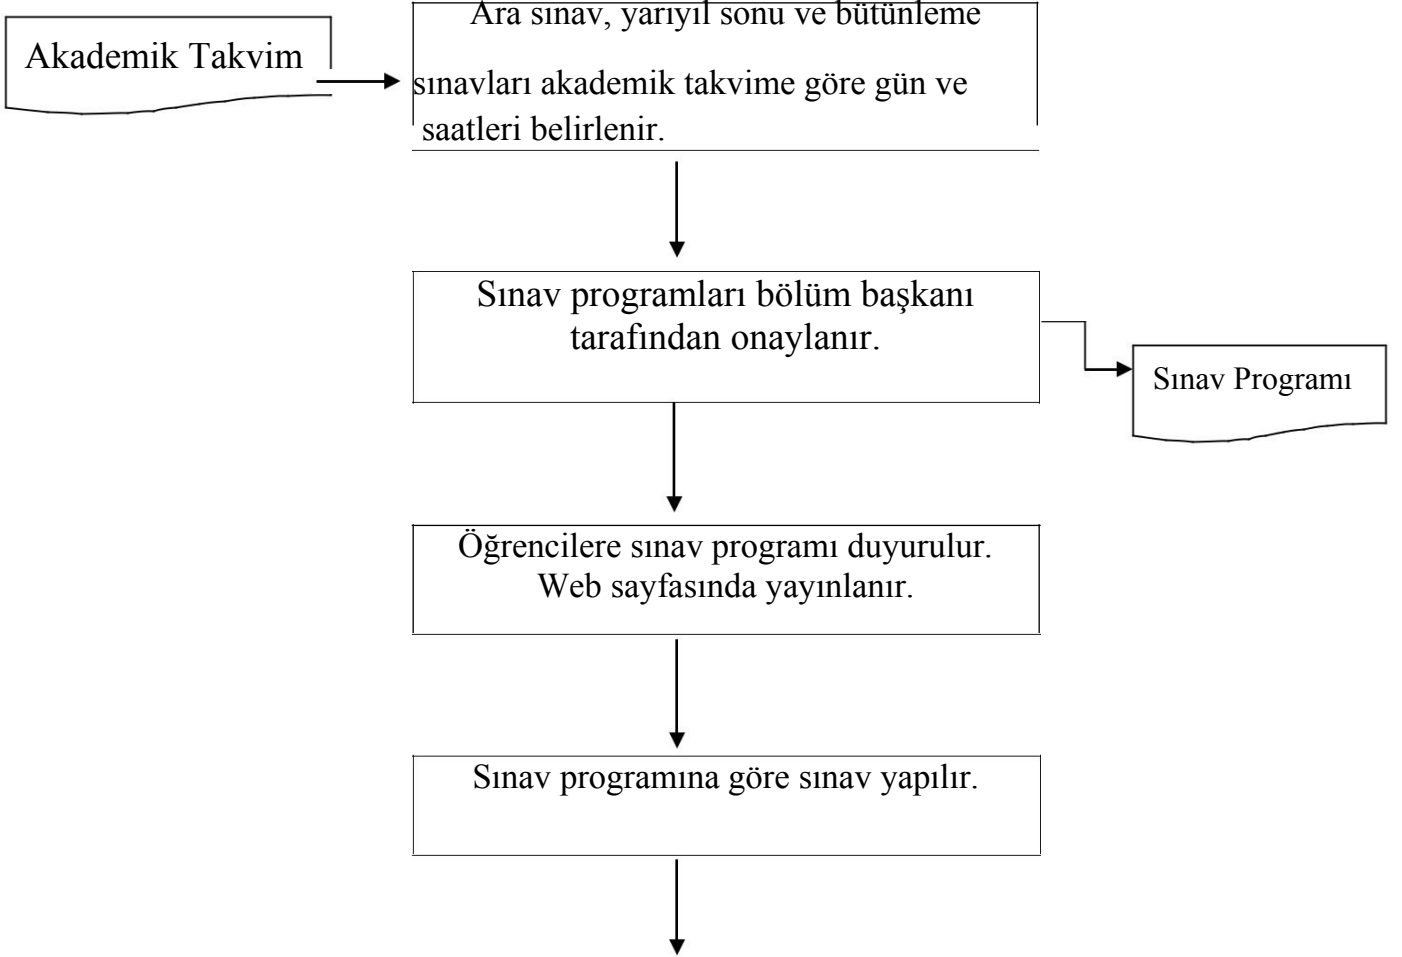 Akademik Takvim
Ara sınav, yarıyıl sonu ve bütünleme
sınavları akademik takvime göre gün ve
saatleri belirlenir.
Sınav programları bölüm başkanı
tarafından onaylanır.
Sınav Programı
Öğrencilere sınav programı duyurulur.
Web sayfasında yayınlanır.
Sınav programına göre sınav yapılır.